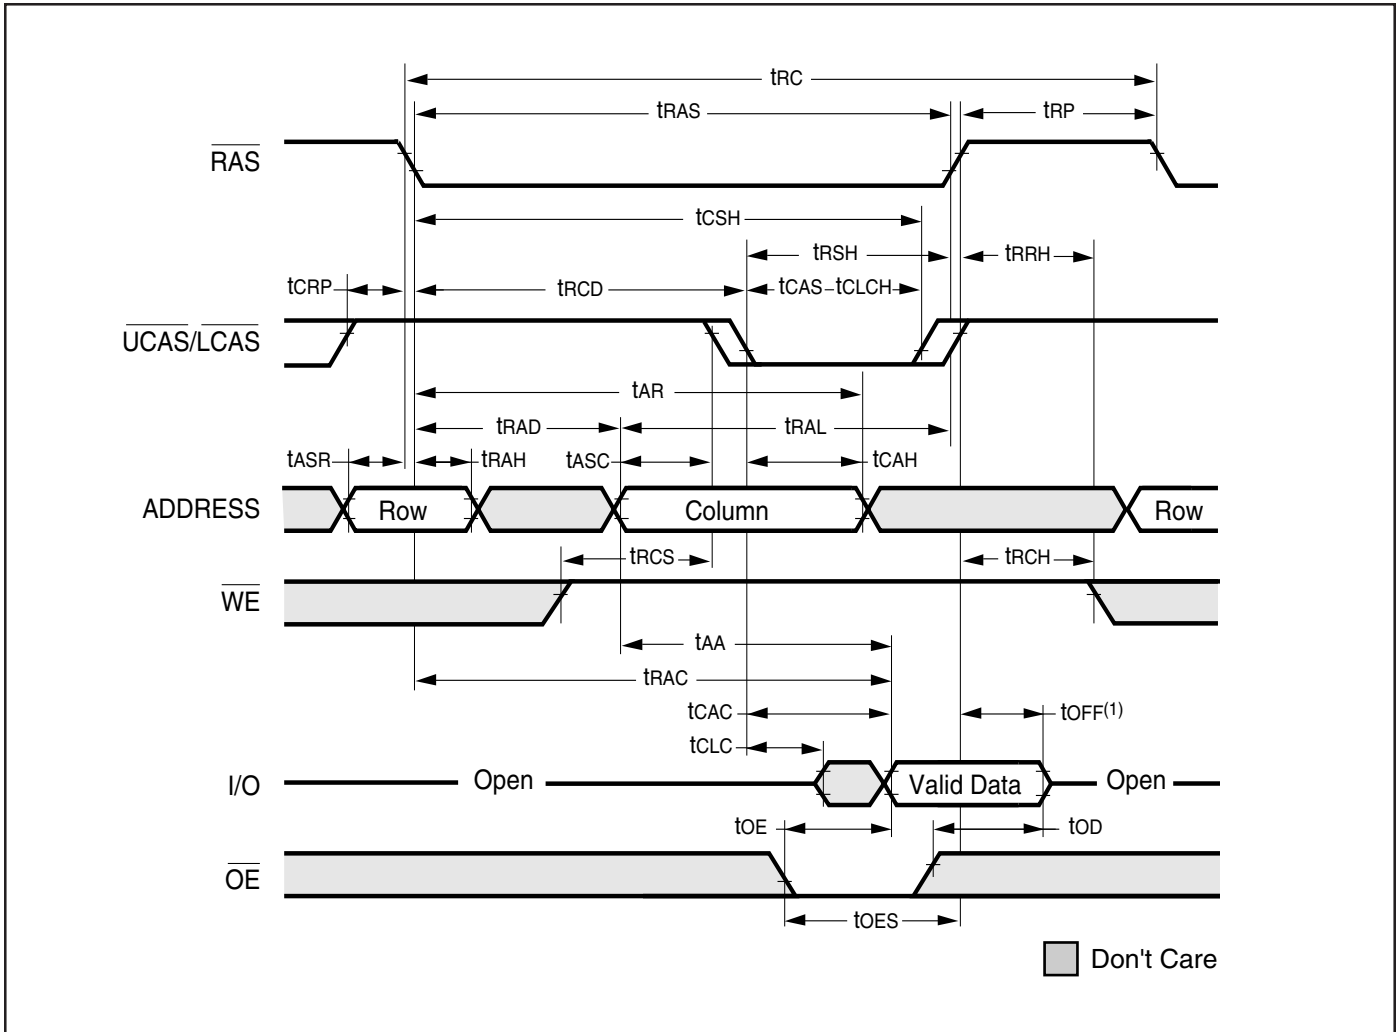 tRC
tRAS tRP
RAS
tCSH
tRSH tRRH
tCRP tRCD tCAS tCLCH
UCAS/LCAS
tAR
tRAD tRAL
tASR tRAH tASC tCAH
ADDRESS Row Column Row
tRCS tRCH
WE
tAA
tRAC
tCAC tOFF(1)
tCLC
I/O Open Valid Data Open
tOE tOD
OE
tOES
Don't Care